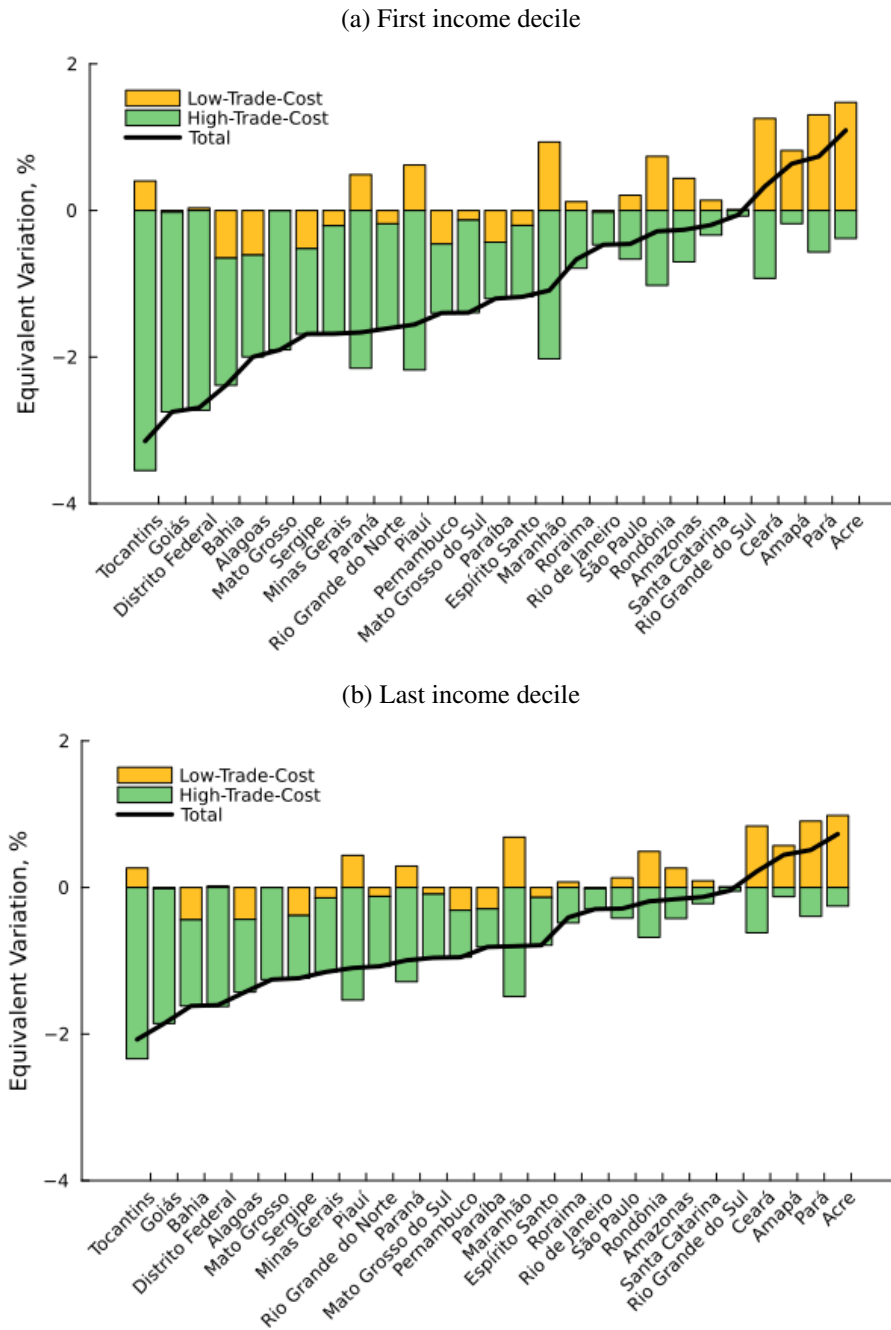 (a) First income decile
2
Low-Trade-Cost
High-Trade-Cost
Total
0
−2
−4
Equivalent Variation, %
Tocantins
Goiás
Distrito Federal
Bahia
Alagoas
Mato Grosso
Sergipe
Minas Gerais
Paraná
Rio Grande do Norte
Piauí
Pernambuco
Mato Grosso do Sul
Paraíba
Espírito Santo
Maranhão
Roraima
Rio de Janeiro
São Paulo
Rondônia
Amazonas
Santa Catarina
Rio Grande do Sul
Ceará
Amapá
Pará
Acre
(b) Last income decile
2
Low-Trade-Cost
High-Trade-Cost
Total
0
−2
−4
Equivalent Variation, %
Tocantins
Goiás
Bahia
Distrito Federal
Alagoas
Mato Grosso
Sergipe
Minas Gerais
Piauí
Rio Grande do Norte
Paraná
Mato Grosso do Sul
Pernambuco
Paraíba
Maranhão
Espírito Santo
Roraima
Rio de Janeiro
São Paulo
Rondônia
Amazonas
Santa Catarina
Rio Grande do Sul
Ceará
Amapá
Pará
Acre